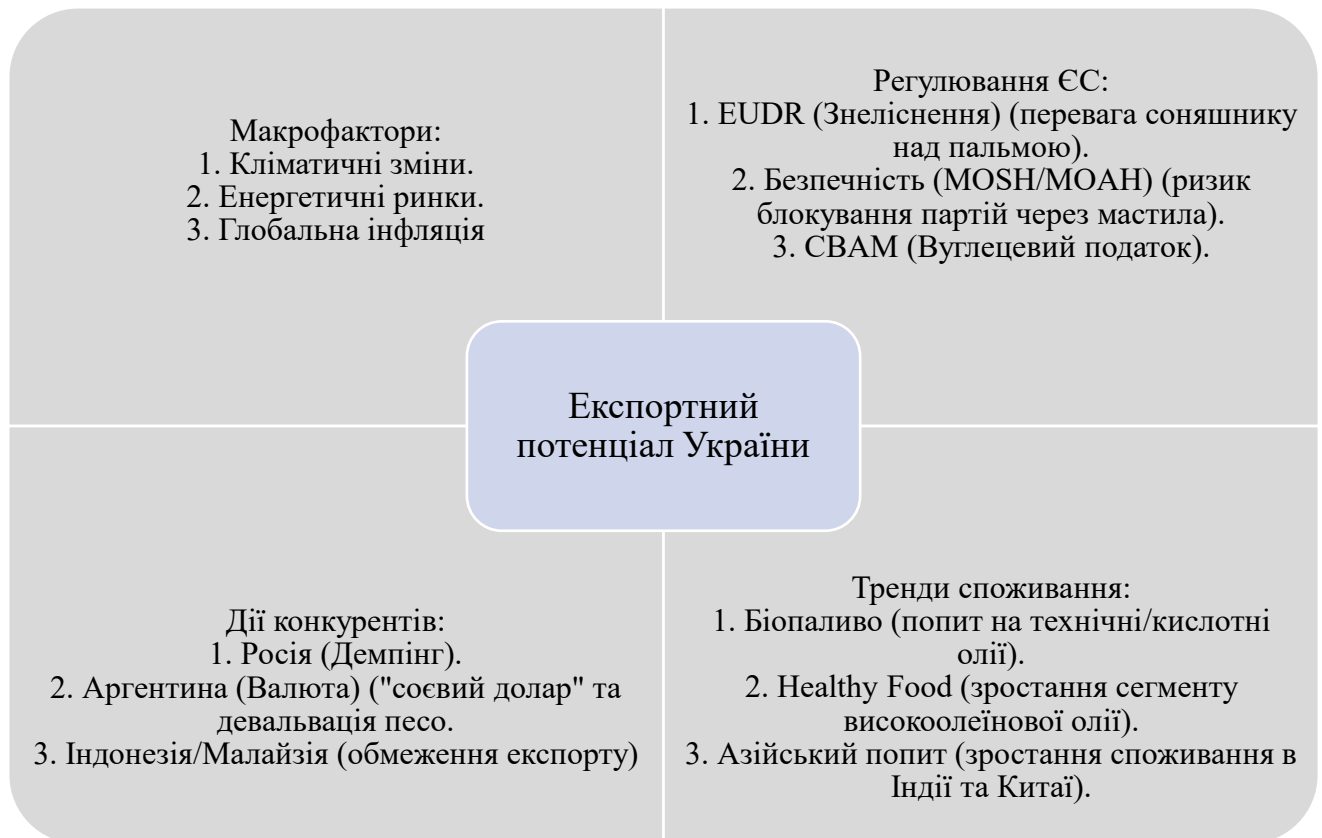 Макрофактори:
1. Кліматичні зміни.
2. Енергетичні ринки.
3. Глобальна інфляція
Регулювання ЄС:
1. EUDR (Знеліснення) (перевага соняшнику
над пальмою).
2. Безпечність (MOSH/MOAH) (ризик
блокування партій через мастила).
3. CBAM (Вуглецевий податок).
Експортний
потенціал України
Дії конкурентів:
1. Росія (Демпінг).
2. Аргентина (Валюта) ("соєвий долар" та
девальвація песо.
3. Індонезія/Малайзія (обмеження експорту)
Тренди споживання:
1. Біопаливо (попит на технічні/кислотні
олії).
2. Healthy Food (зростання сегменту
високоолеїнової олії).
3. Азійський попит (зростання споживання в
Індії та Китаї).